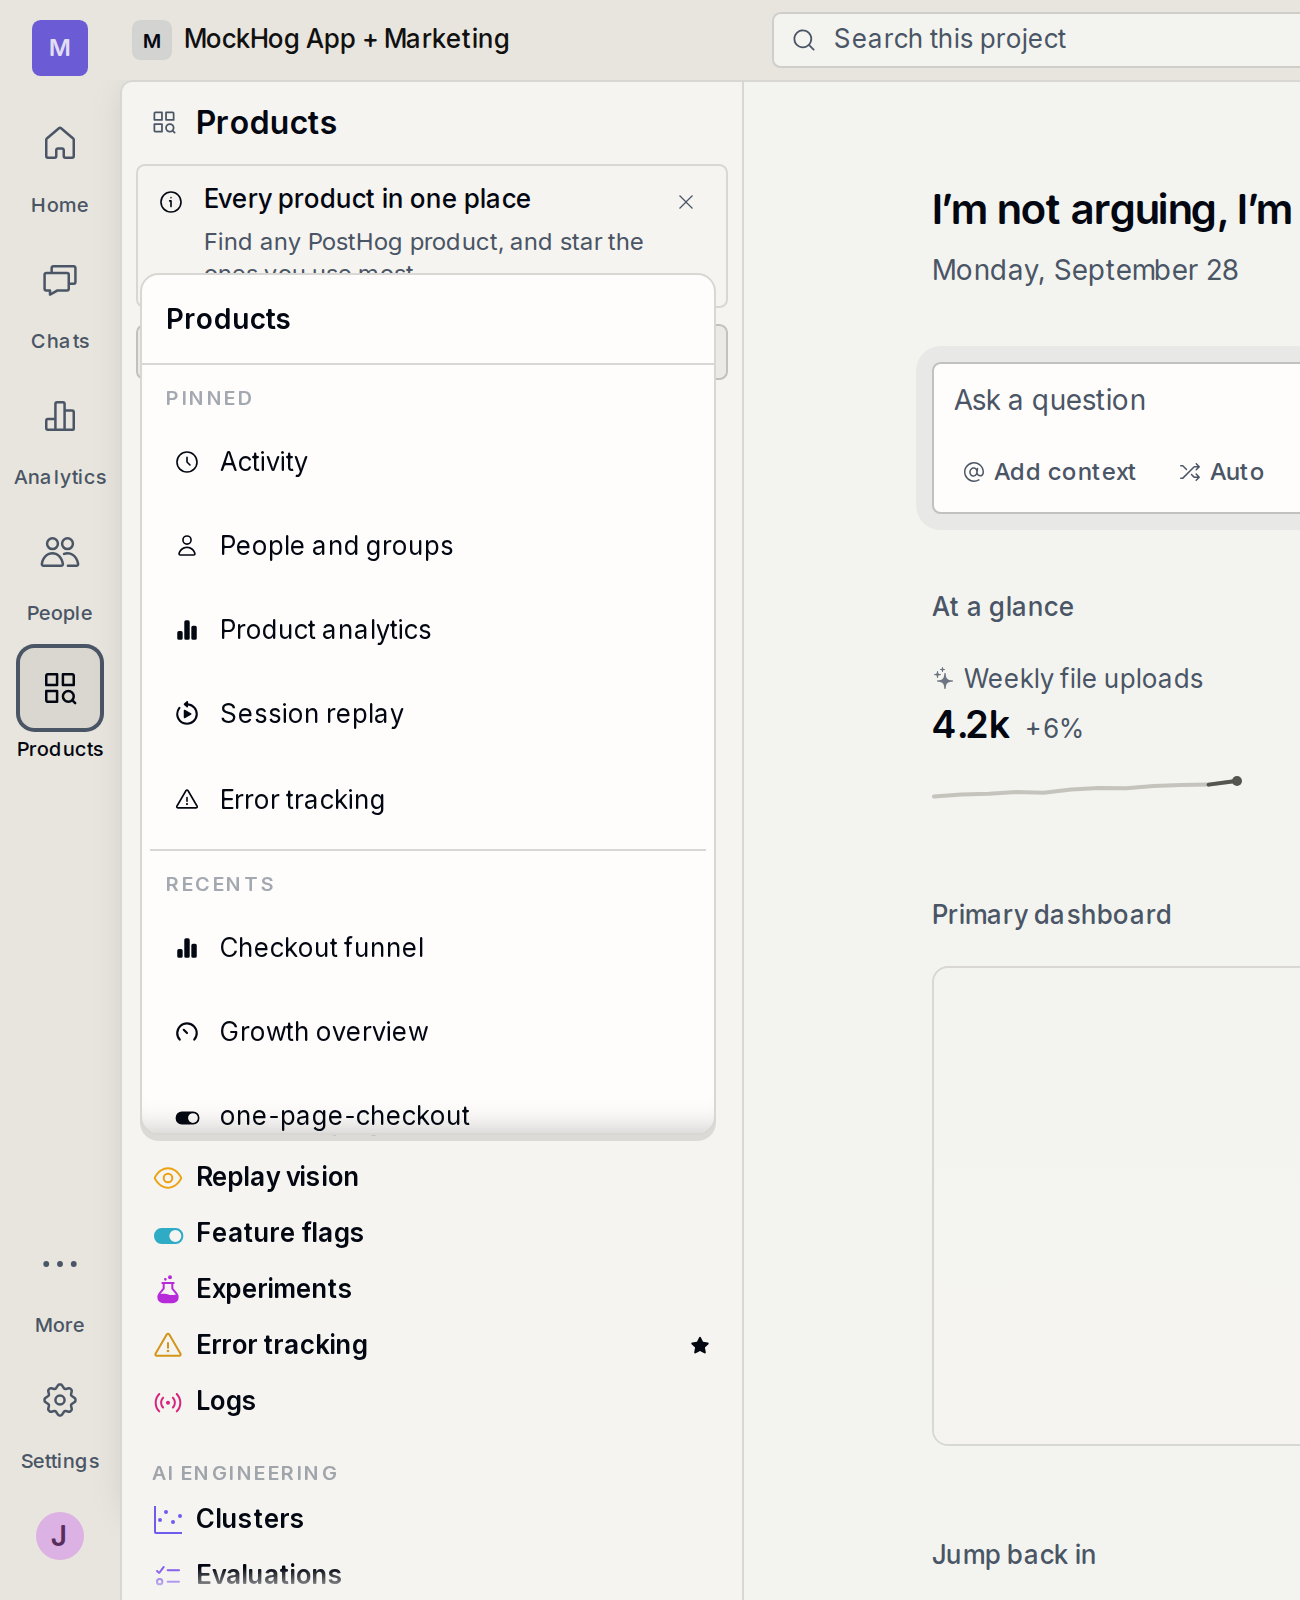 M
M MockHog App + Marketing
Search this project
Home
Chats
Analytics
People
Products
More
Settings
J
Products
Every product in one place
Find any PostHog product, and star the
ones you use most.
Products
PINNED
Activity
People and groups
Product analytics
Session replay
Error tracking
RECENTS
Checkout funnel
Growth overview
one-page-checkout
Replay vision
Feature flags
Experiments
Error tracking
Logs
AI ENGINEERING
Clusters
Evaluations
I'm not arguing, I'm
Monday, September 28
Ask a question
Add context
Auto
At a glance
Weekly file uploads
4.2k +6%
Primary dashboard
Jump back in